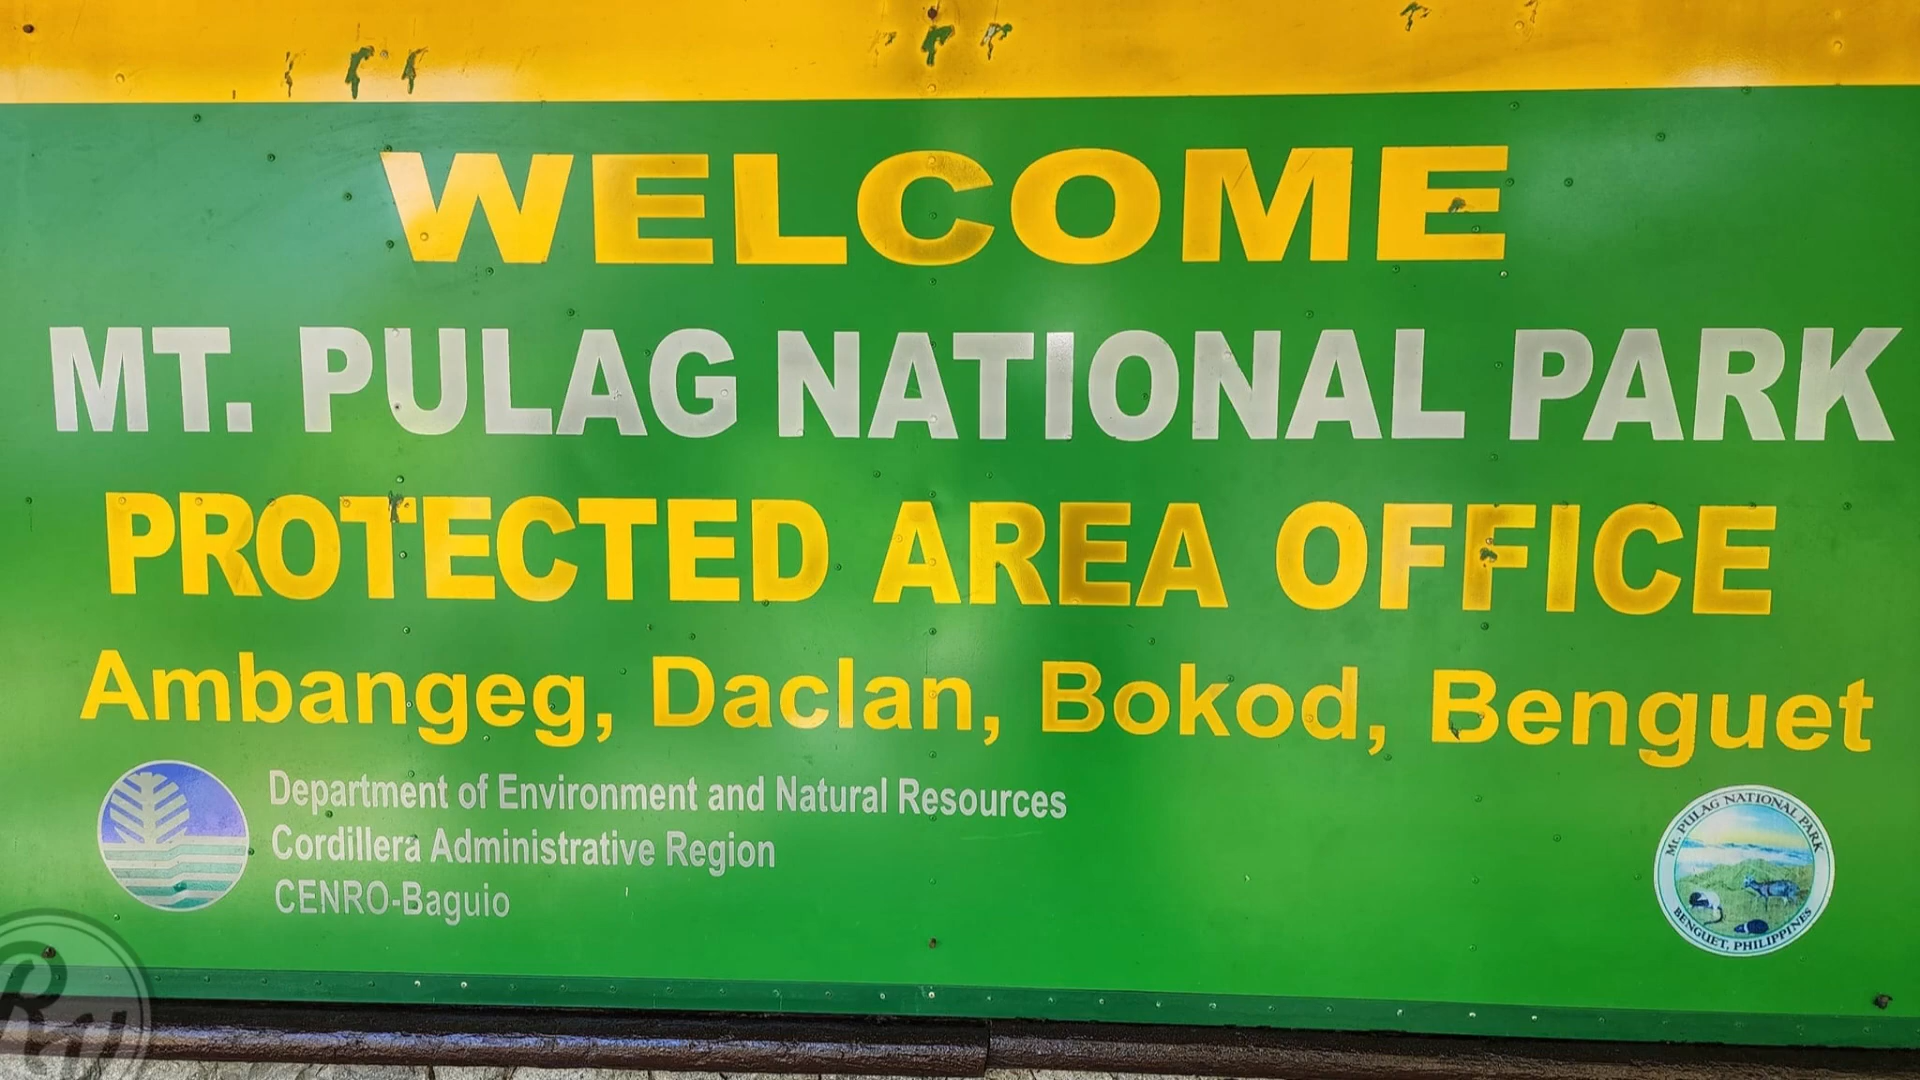 WELCOME
MT. PULAG NATIONAL PARK
PROTECTED AREA OFFICE
Ambangeg, Daclan, Bokod, Benguet
Department of Environment and Natural Resources
Cordillera Administrative Region
CENRO-Baguio
Mt. PULAG NATIONAL PARK
BENGUET, PHILIPPINES